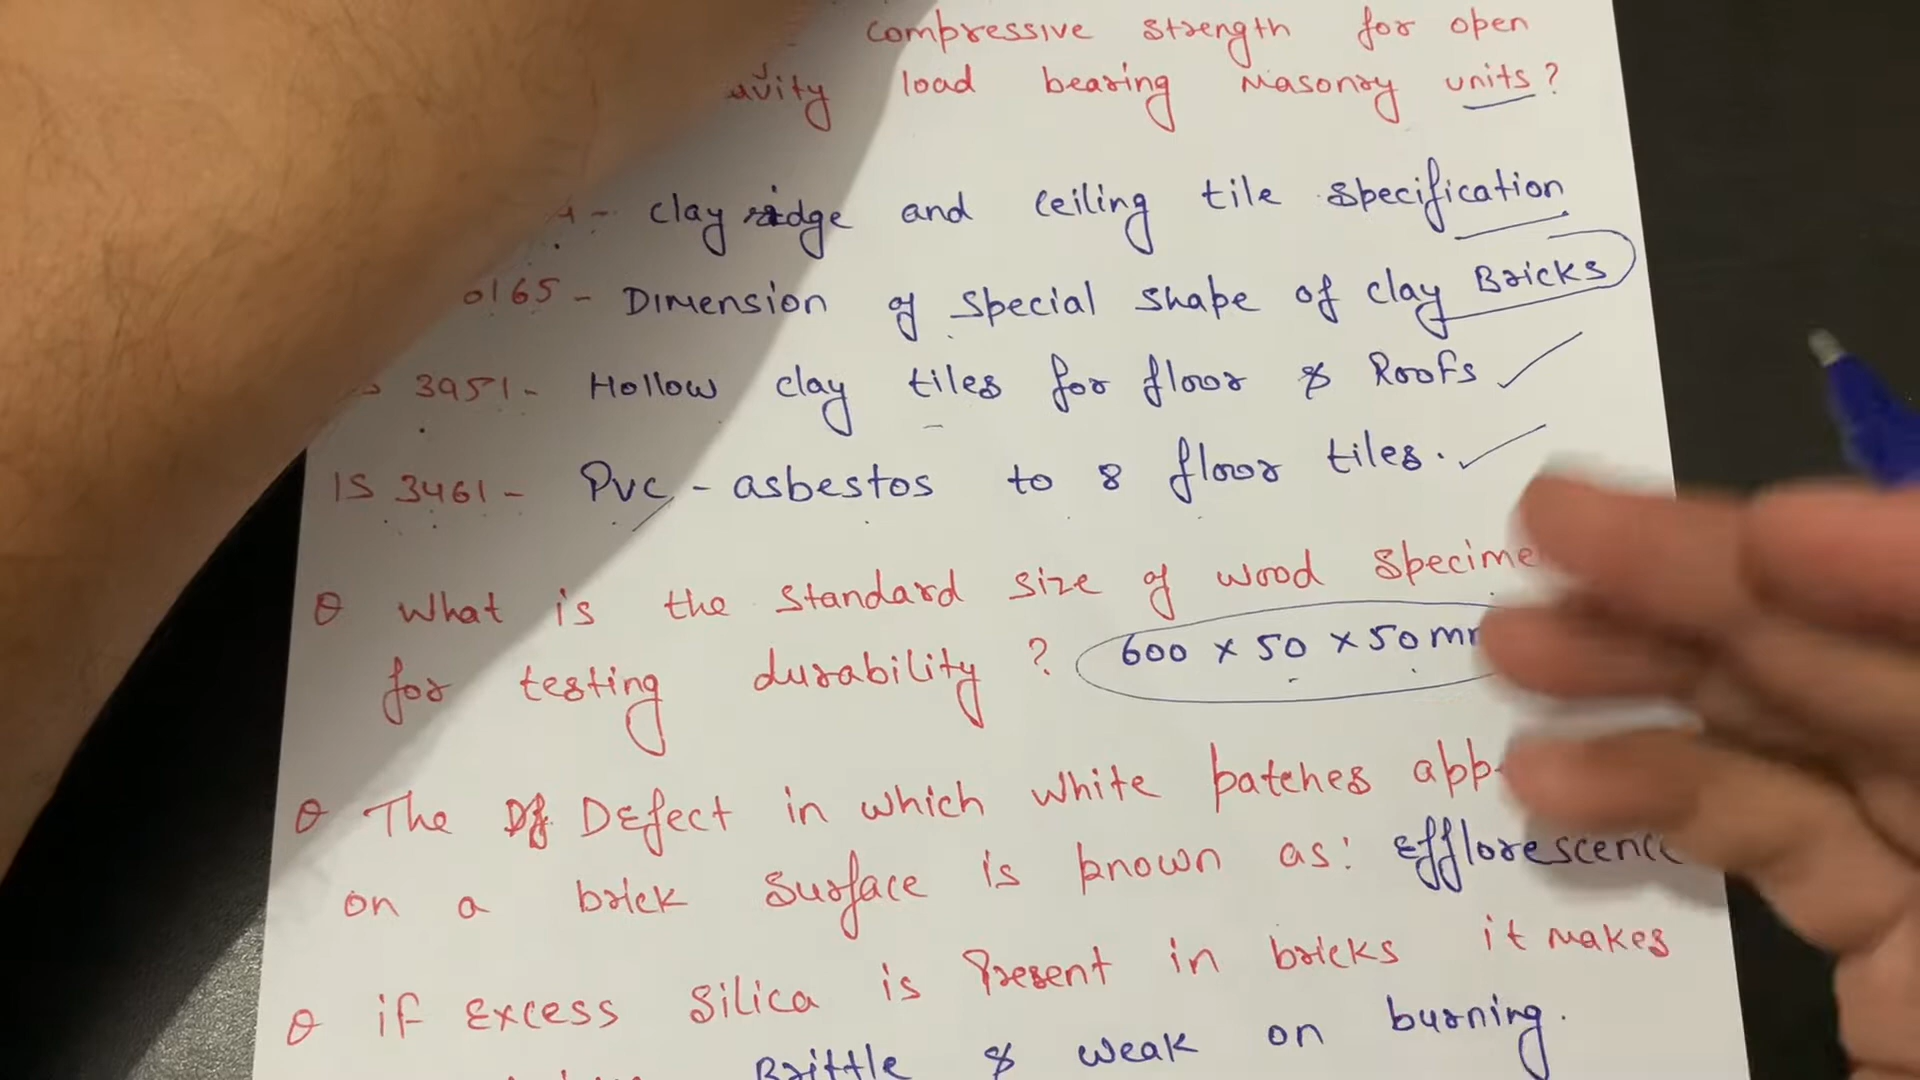 compressive strength for open
load bearing masonry units?
- clay ridge and ceiling tile specification
0165 - Dimension of special shape of clay Bricks
3951 - Hollow clay tiles for floor & Roofs
IS 3461 - Pvc - asbestos to 8 floor tiles.
Q What is the standard size of wood
for testing durability? 600 x 50 x 50
Q The Defect in which white patches
on a brick surface is known as: Efflorescence
Q if Excess silica is Present in bricks it makes
Brittle & weak on burning.